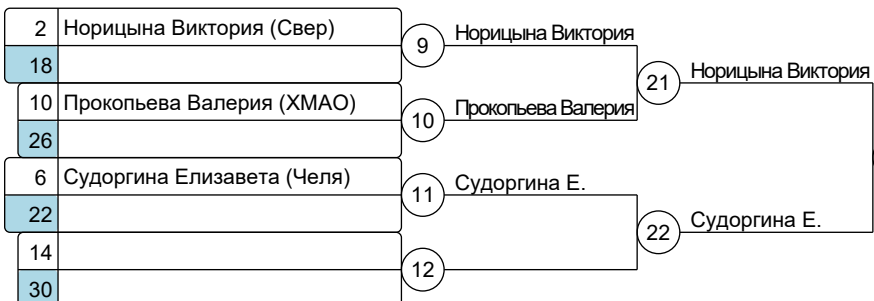 2 Норицына Виктория (Свер)
9 Норицына Виктория
18
21 Норицына Виктория
10 Прокопьева Валерия (ХМАО)
10 Прокопьева Валерия
26
6 Судоргина Елизавета (Челя)
11 Судоргина Е.
22
22 Судоргина Е.
14
12
30